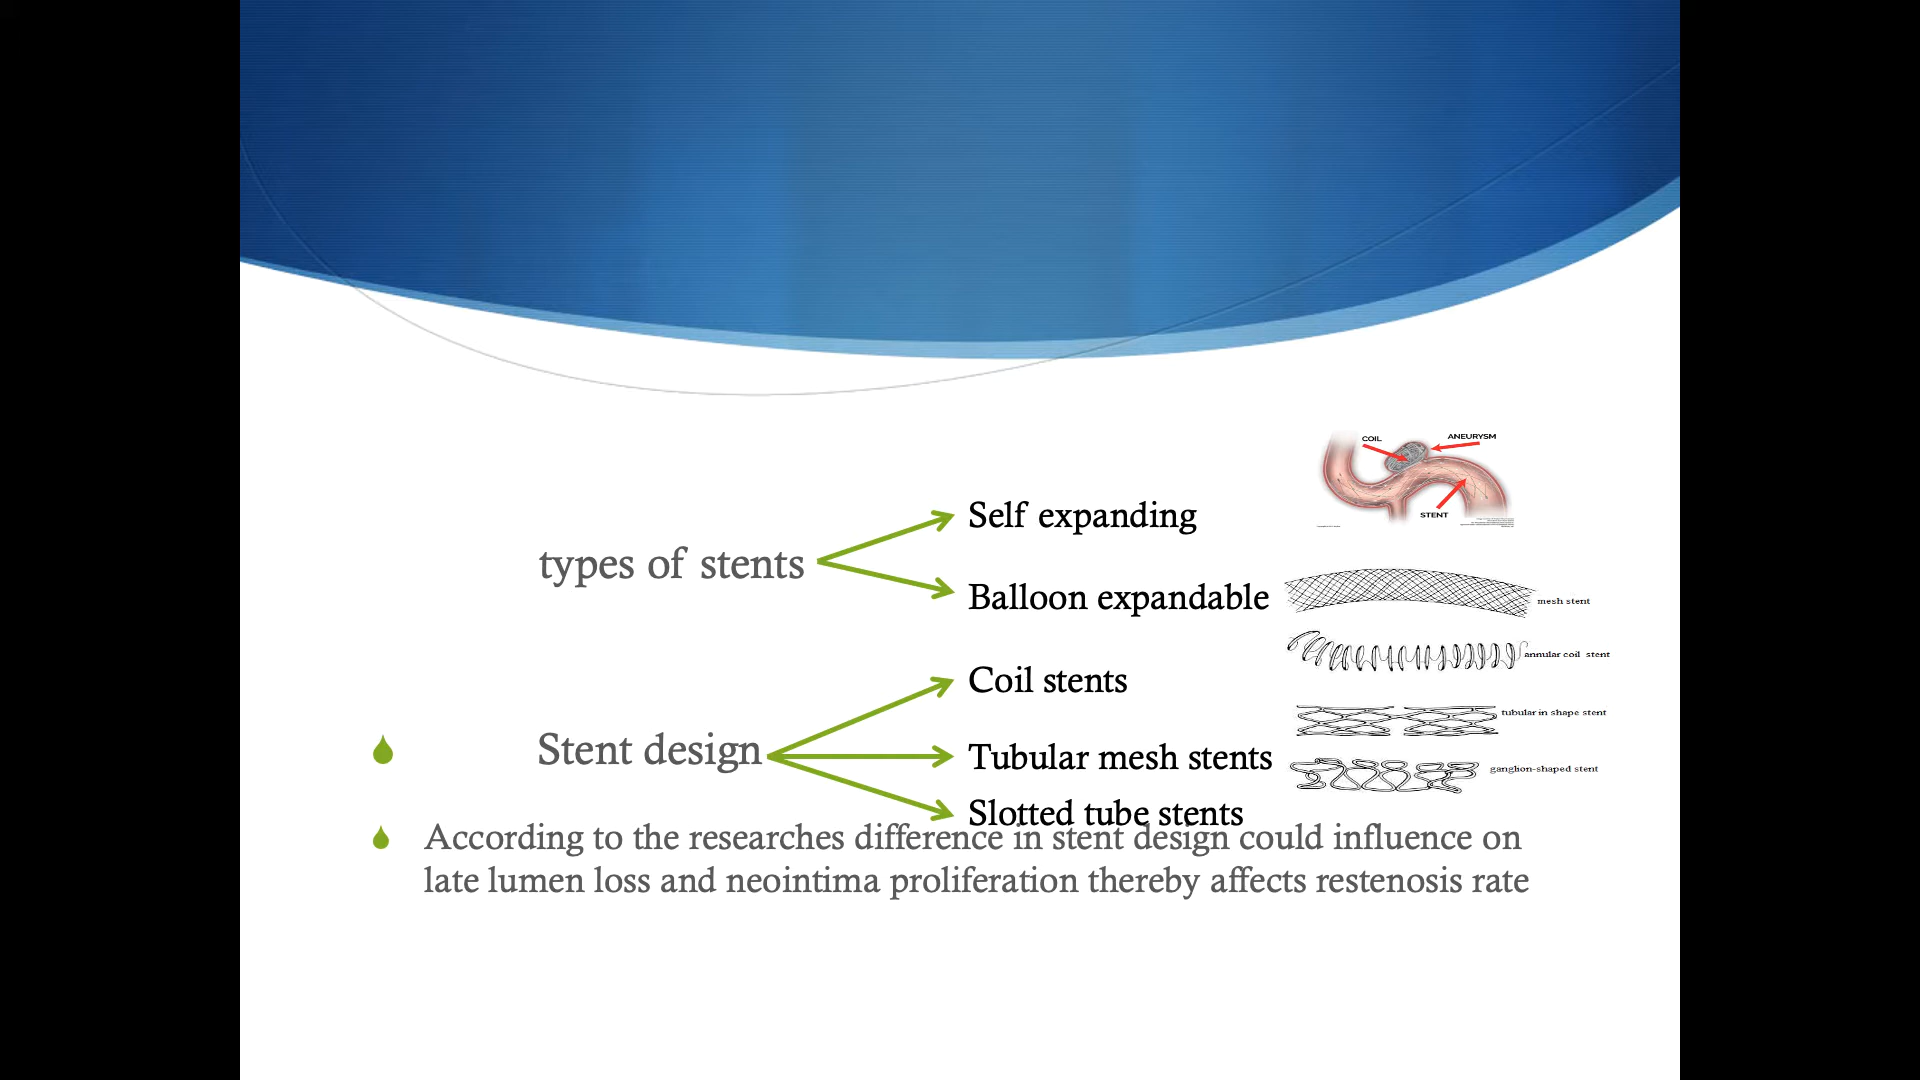 COIL
ANEURYSM
STENT
Self expanding
types of stents
Balloon expandable
mesh stent
annular coil stent
Coil stents
tubular in shape stent
Stent design
Tubular mesh stents
ganglion-shaped stent
Slotted tube stents
According to the researches difference in stent design could influence on
late lumen loss and neointima proliferation thereby affects restenosis rate